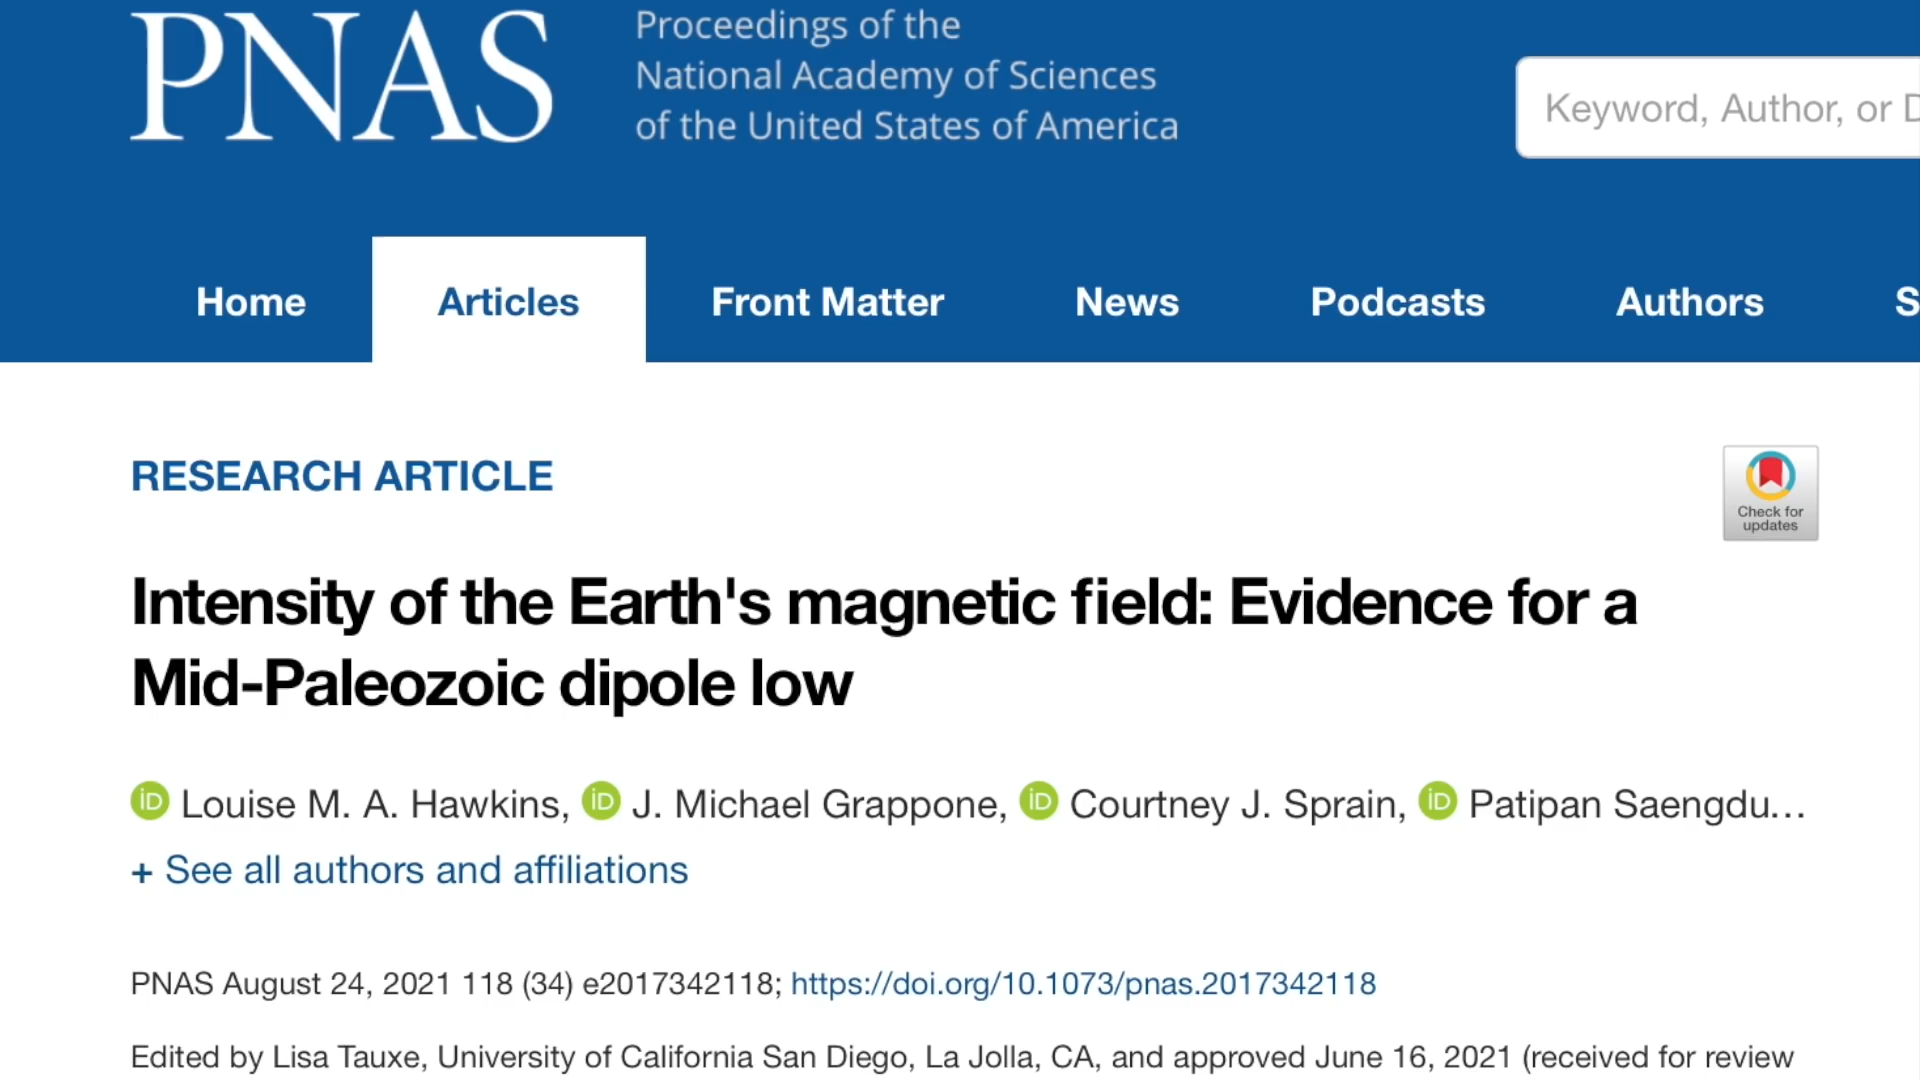 PNAS
Proceedings of the
National Academy of Sciences
of the United States of America
Keyword, Author, or D
Home Articles Front Matter News Podcasts Authors S
RESEARCH ARTICLE
Check for
updates
Intensity of the Earth's magnetic field: Evidence for a
Mid-Paleozoic dipole low
iD Louise M. A. Hawkins, iD J. Michael Grappone, iD Courtney J. Sprain, iD Patipan Saengdu...
+ See all authors and affiliations
PNAS August 24, 2021 118 (34) e2017342118; https://doi.org/10.1073/pnas.2017342118
Edited by Lisa Tauxe, University of California San Diego, La Jolla, CA, and approved June 16, 2021 (received for review